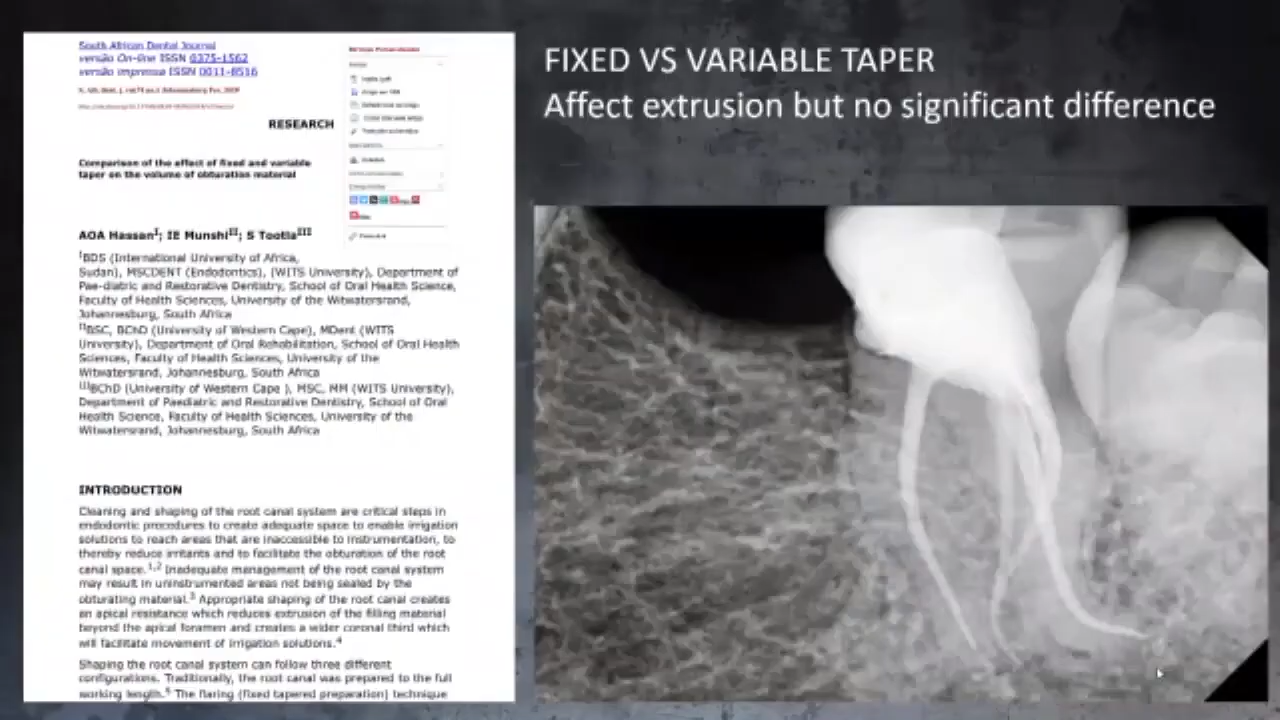 South African Dental Journal
versão On-line ISSN 0375-1562
versão impressa ISSN 0011-8516
RESEARCH
Comparison of the effect of fixed and variable
taper on the volume of obturation material
AOA Hassan^I; IE Munshi^II; S Tootla^III
^I BDS (International University of Africa,
Sudan), MSCDENT (Endodontics), (WITS University), Department of
Pae-diatric and Restorative Dentistry, School of Oral Health Science,
Faculty of Health Sciences, University of the Witwatersrand,
Johannesburg, South Africa
^II BSC, BChD (University of Western Cape), MDent (WITS
University), Department of Oral Rehabilitation, School of Oral Health
Sciences, Faculty of Health Sciences, University of the
Witwatersrand, Johannesburg, South Africa
^III BChD (University of Western Cape ), MSC, MM (WITS University),
Department of Paediatric and Restorative Dentistry, School of Oral
Health Science, Faculty of Health Sciences, University of the
Witwatersrand, Johannesburg, South Africa
INTRODUCTION
Cleaning and shaping of the root canal system are critical steps in
endodontic procedures to create adequate space to enable irrigation
solutions to reach areas that are inaccessible to instrumentation, to
thereby reduce irritants and to facilitate the obturation of the root
canal space.1,2 Inadequate management of the root canal system
may result in uninstrumented areas not being sealed by the
obturating material.3 Appropriate shaping of the root canal creates
an apical resistance which reduces extrusion of the filling material
beyond the apical foramen and creates a wider coronal third which
will facilitate movement of irrigation solutions.4
Shaping the root canal system can follow three different
configurations. Traditionally, the root canal was prepared to the full
working length.5 The flaring (fixed tapered preparation) technique
FIXED VS VARIABLE TAPER
Affect extrusion but no significant difference